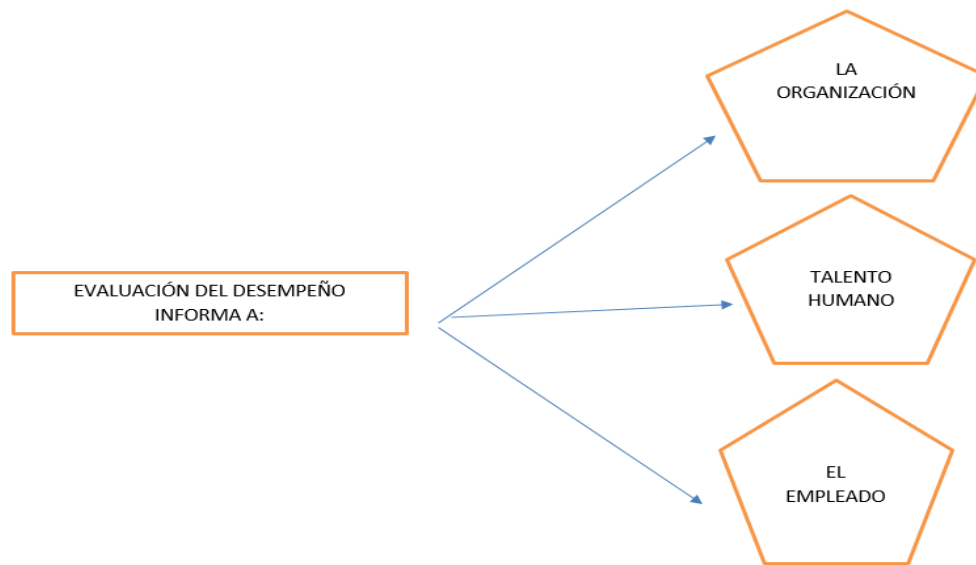 LA
ORGANIZACIÓN
EVALUACIÓN DEL DESEMPEÑO
INFORMA A:
TALENTO
HUMANO
EL
EMPLEADO